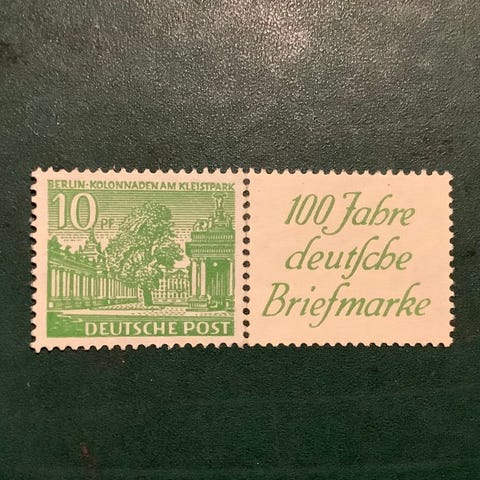 BERLIN-KOLONNADEN AM KLEISTPARK
10 PF
DEUTSCHE POST
100 Jahre
deutſche
Briefmarke